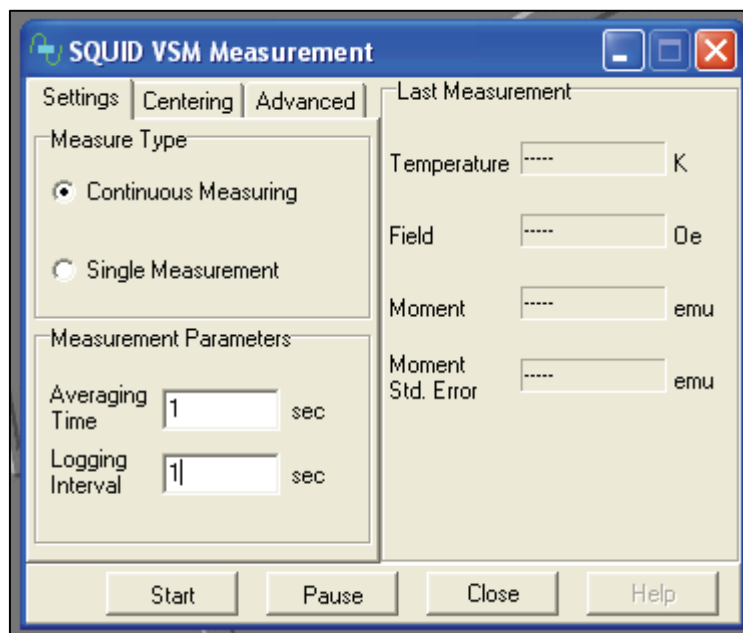 SQUID VSM Measurement
Settings Centering Advanced
Measure Type
Continuous Measuring
Single Measurement
Measurement Parameters
Averaging
Time 1 sec
Logging
Interval 1 sec
Last Measurement
Temperature ----- K
Field ----- Oe
Moment ----- emu
Moment
Std. Error ----- emu
Start Pause Close Help